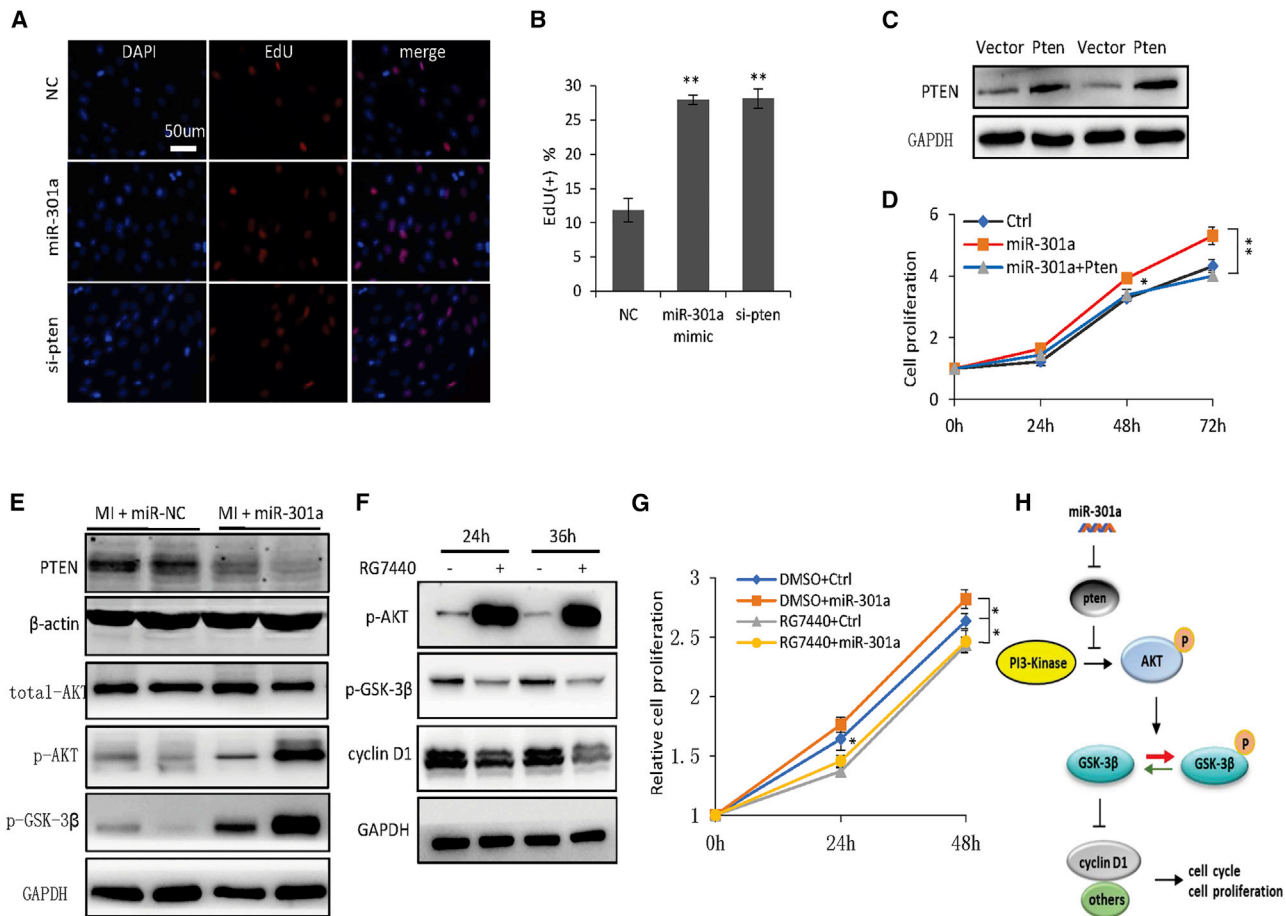 A
DAPI EdU merge
NC
50um
miR-301a
si-pten
B
**
**
30
25
20
15
10
5
0
EdU(+) %
NC miR-301a mimic si-pten
C
Vector Pten Vector Pten
PTEN
GAPDH
D
Ctrl
miR-301a
miR-301a+Pten
6
4
2
0
Cell proliferation
*
**
0h 24h 48h 72h
E
MI + miR-NC MI + miR-301a
PTEN
β-actin
total-AKT
p-AKT
p-GSK-3β
GAPDH
F
24h 36h
RG7440 - + - +
p-AKT
p-GSK-3β
cyclin D1
GAPDH
G
DMSO+Ctrl
DMSO+miR-301a
RG7440+Ctrl
RG7440+miR-301a
3
2.5
2
1.5
1
Relative cell proliferation
*
*
*
0h 24h 48h
H
miR-301a
pten
PI3-Kinase
AKT
P
GSK-3β
GSK-3β
P
cyclin D1
others
cell cycle
cell proliferation